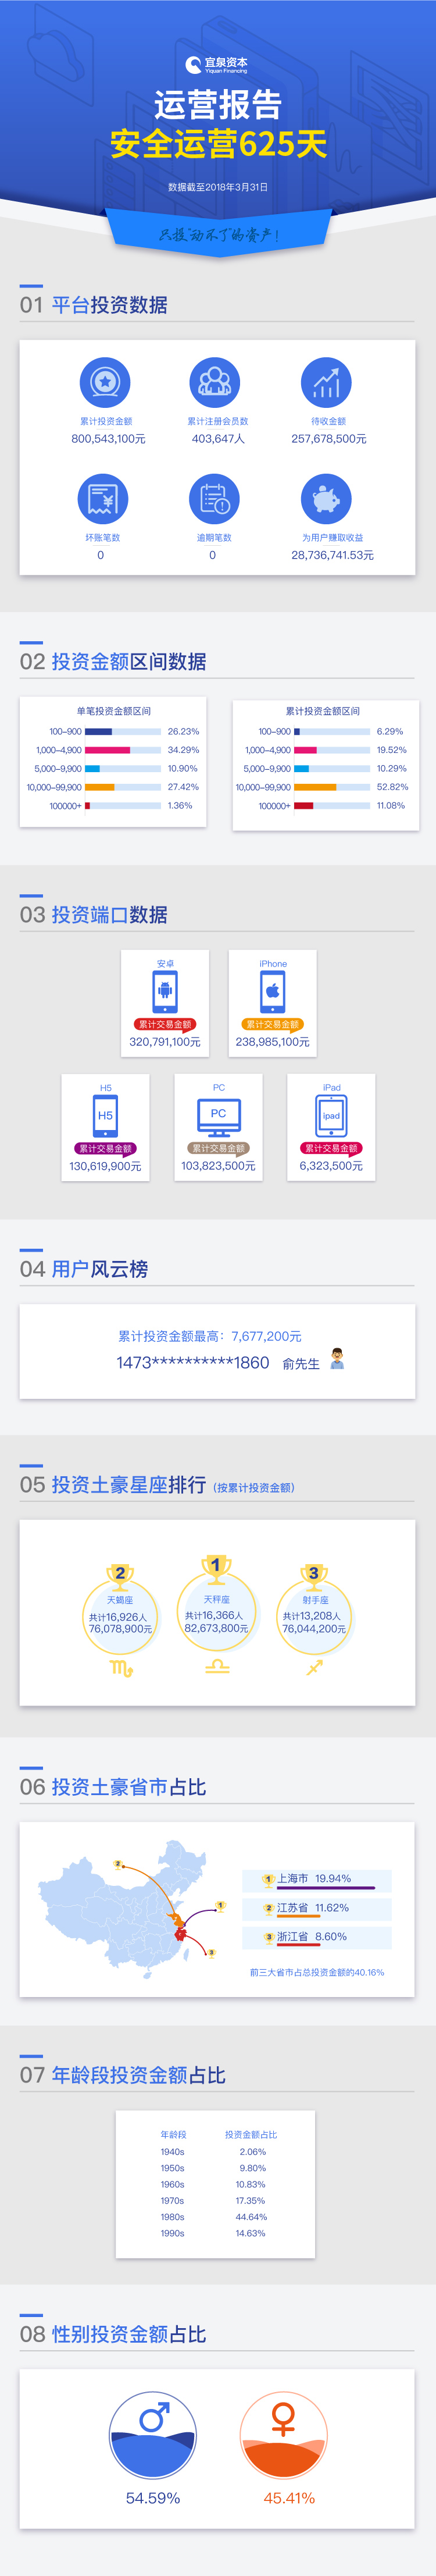 宜泉资本
Yiquan Financing
运营报告
安全运营625天
数据截至2018年3月31日
只投"动不了"的资产!
01 平台投资数据
累计投资金额
800,543,100元
累计注册会员数
403,647人
待收金额
257,678,500元
坏账笔数
0
逾期笔数
0
为用户赚取收益
28,736,741.53元
02 投资金额区间数据
单笔投资金额区间
100-900 26.23%
1,000-4,900 34.29%
5,000-9,900 10.90%
10,000-99,900 27.42%
100000+ 1.36%
累计投资金额区间
100-900 6.29%
1,000-4,900 19.52%
5,000-9,900 10.29%
10,000-99,900 52.82%
100000+ 11.08%
03 投资端口数据
安卓
累计交易金额
320,791,100元
iPhone
累计交易金额
238,985,100元
H5
H5
累计交易金额
130,619,900元
PC
PC
累计交易金额
103,823,500元
iPad
ipad
累计交易金额
6,323,500元
04 用户风云榜
累计投资金额最高：7,677,200元
1473**********1860 俞先生
05 投资土豪星座排行（按累计投资金额）
2
天蝎座
共计16,926人
76,078,900元
1
天秤座
共计16,366人
82,673,800元
3
射手座
共计13,208人
76,044,200元
06 投资土豪省市占比
2
1
3
1 上海市 19.94%
2 江苏省 11.62%
3 浙江省 8.60%
前三大省市占总投资金额的40.16%
07 年龄段投资金额占比
年龄段 投资金额占比
1940s 2.06%
1950s 9.80%
1960s 10.83%
1970s 17.35%
1980s 44.64%
1990s 14.63%
08 性别投资金额占比
54.59%
45.41%